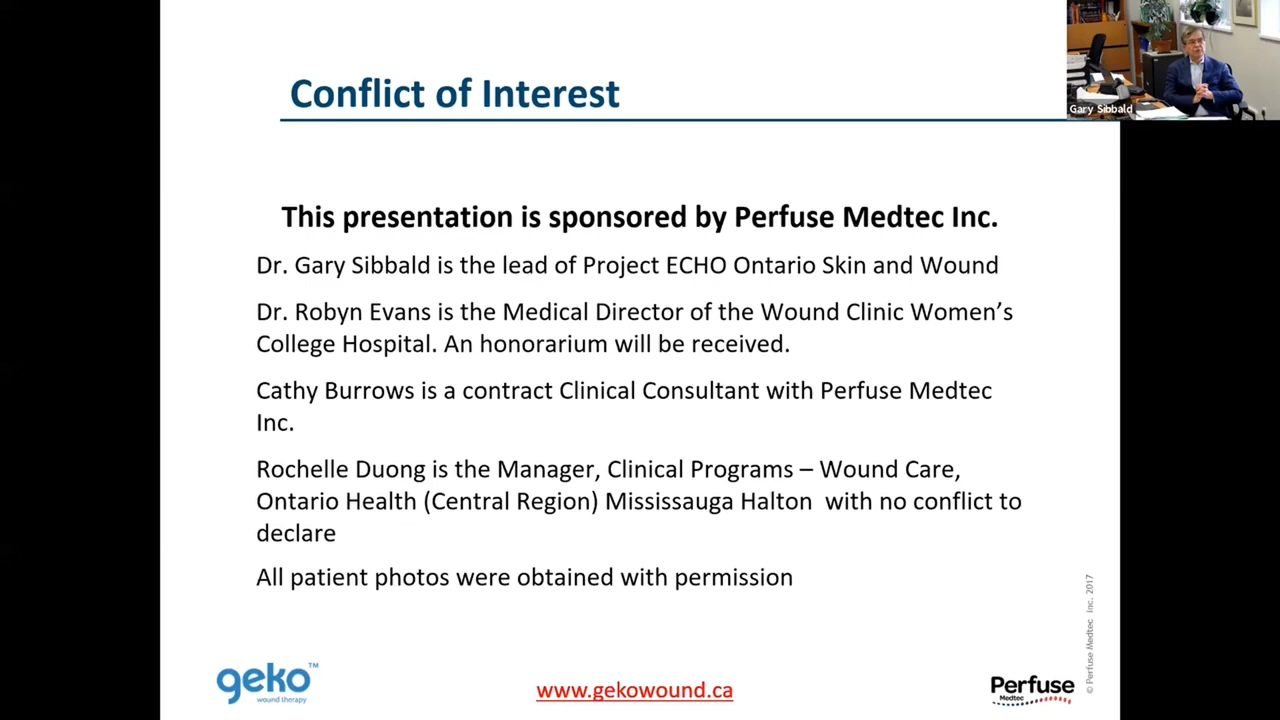 Conflict of Interest
Gary Sibbald
This presentation is sponsored by Perfuse Medtec Inc.
Dr. Gary Sibbald is the lead of Project ECHO Ontario Skin and Wound
Dr. Robyn Evans is the Medical Director of the Wound Clinic Women’s
College Hospital. An honorarium will be received.
Cathy Burrows is a contract Clinical Consultant with Perfuse Medtec
Inc.
Rochelle Duong is the Manager, Clinical Programs – Wound Care,
Ontario Health (Central Region) Mississauga Halton  with no conflict to
declare
All patient photos were obtained with permission
© Perfuse Medtec Inc. 2017
geko™
wound therapy
www.gekowound.ca
Perfuse
Medtec